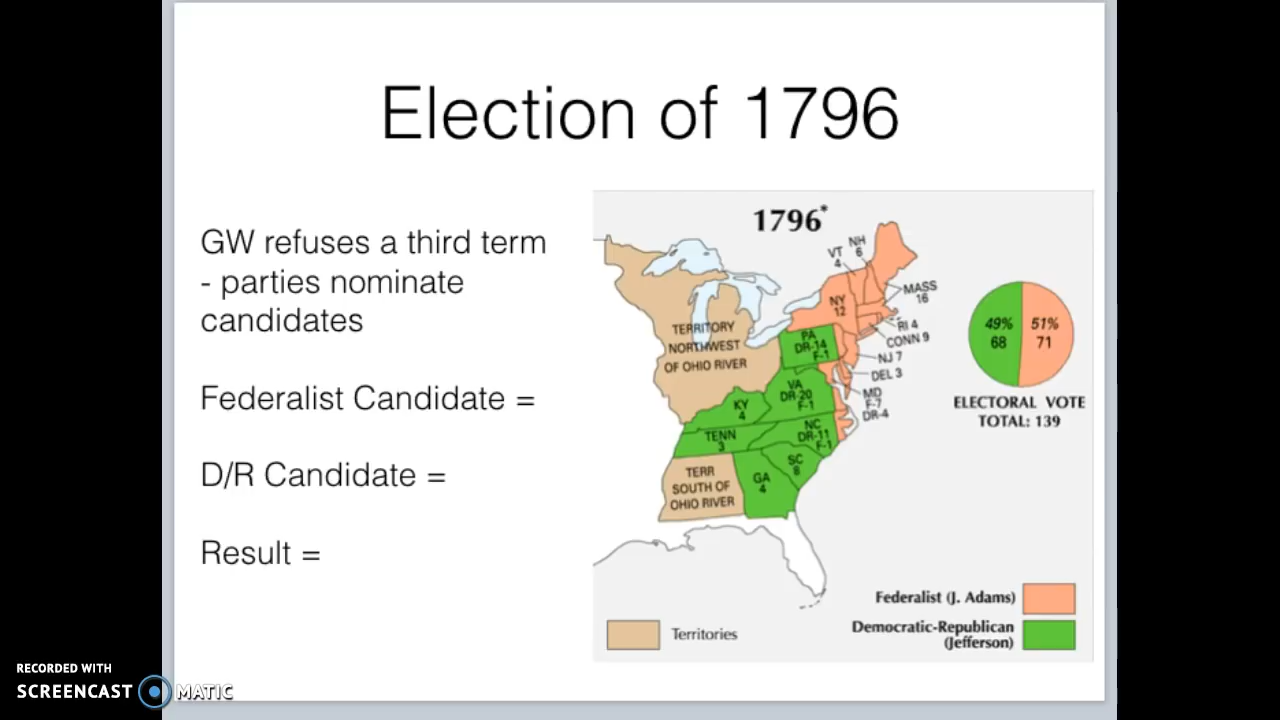 Election of 1796
GW refuses a third term
- parties nominate
candidates
Federalist Candidate =
D/R Candidate =
Result =
1796*
NH
6
VT
4
MASS
16
NY
12
RI 4
CONN 9
PA
DR-14
F-1
NJ 7
DEL 3
MD
F-7
DR-4
TERRITORY
NORTHWEST
OF OHIO RIVER
VA
DR-20
F-1
KY
4
NC
DR-11
F-1
TENN
3
SC
8
TERR
SOUTH OF
OHIO RIVER
GA
4
49%
68
51%
71
ELECTORAL VOTE
TOTAL: 139
Federalist (J. Adams)
Democratic-Republican
(Jefferson)
Territories
RECORDED WITH
SCREENCAST MATIC